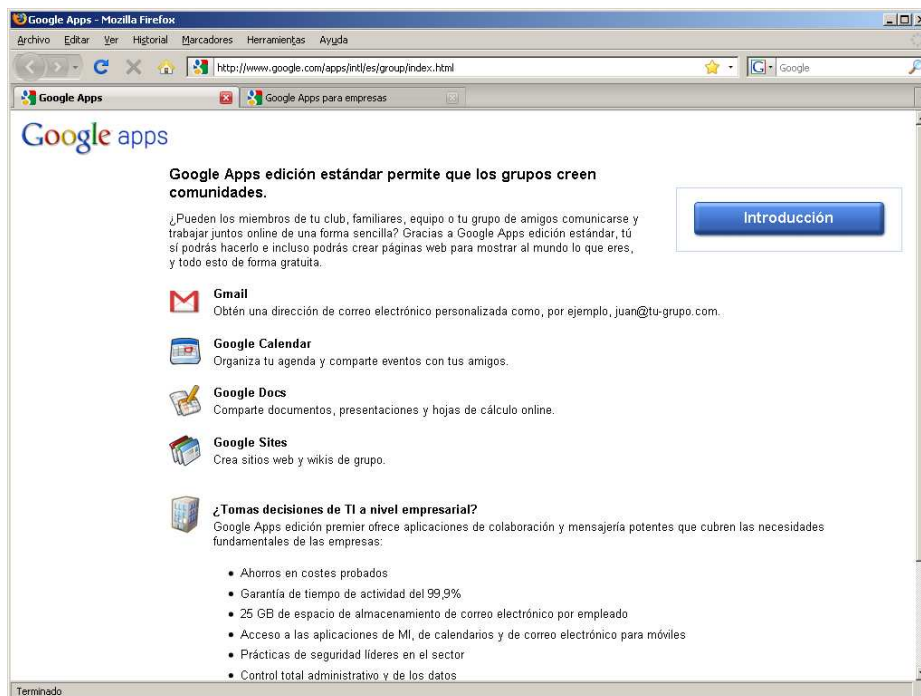 Google Apps - Mozilla Firefox
Archivo Editar Ver Historial Marcadores Herramientas Ayuda
http://www.google.com/apps/intl/es/group/index.html
Google
Google Apps
Google Apps para empresas
Google apps
Google Apps edición estándar permite que los grupos creen
comunidades.
¿Pueden los miembros de tu club, familiares, equipo o tu grupo de amigos comunicarse y
trabajar juntos online de una forma sencilla? Gracias a Google Apps edición estándar, tú
sí podrás hacerlo e incluso podrás crear páginas web para mostrar al mundo lo que eres,
y todo esto de forma gratuita.
Introducción
Gmail
Obtén una dirección de correo electrónico personalizada como, por ejemplo, juan@tu-grupo.com.
Google Calendar
Organiza tu agenda y comparte eventos con tus amigos.
Google Docs
Comparte documentos, presentaciones y hojas de cálculo online.
Google Sites
Crea sitios web y wikis de grupo.
¿Tomas decisiones de TI a nivel empresarial?
Google Apps edición premier ofrece aplicaciones de colaboración y mensajería potentes que cubren las necesidades
fundamentales de las empresas:
• Ahorros en costes probados
• Garantía de tiempo de actividad del 99,9%
• 25 GB de espacio de almacenamiento de correo electrónico por empleado
• Acceso a las aplicaciones de MI, de calendarios y de correo electrónico para móviles
• Prácticas de seguridad líderes en el sector
• Control total administrativo y de los datos
Terminado